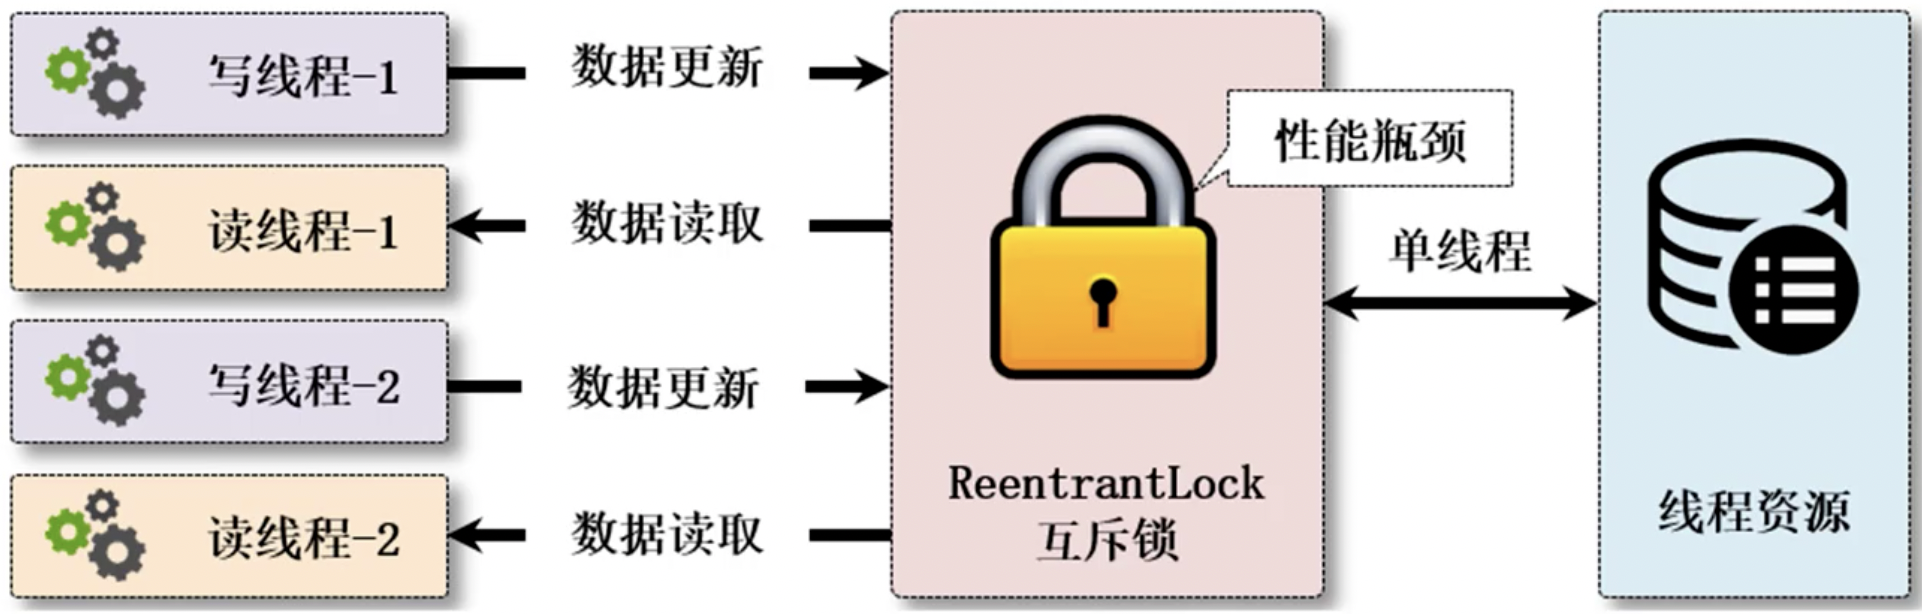 写线程-1
数据更新
读线程-1
数据读取
写线程-2
数据更新
读线程-2
数据读取
性能瓶颈
ReentrantLock
互斥锁
单线程
线程资源